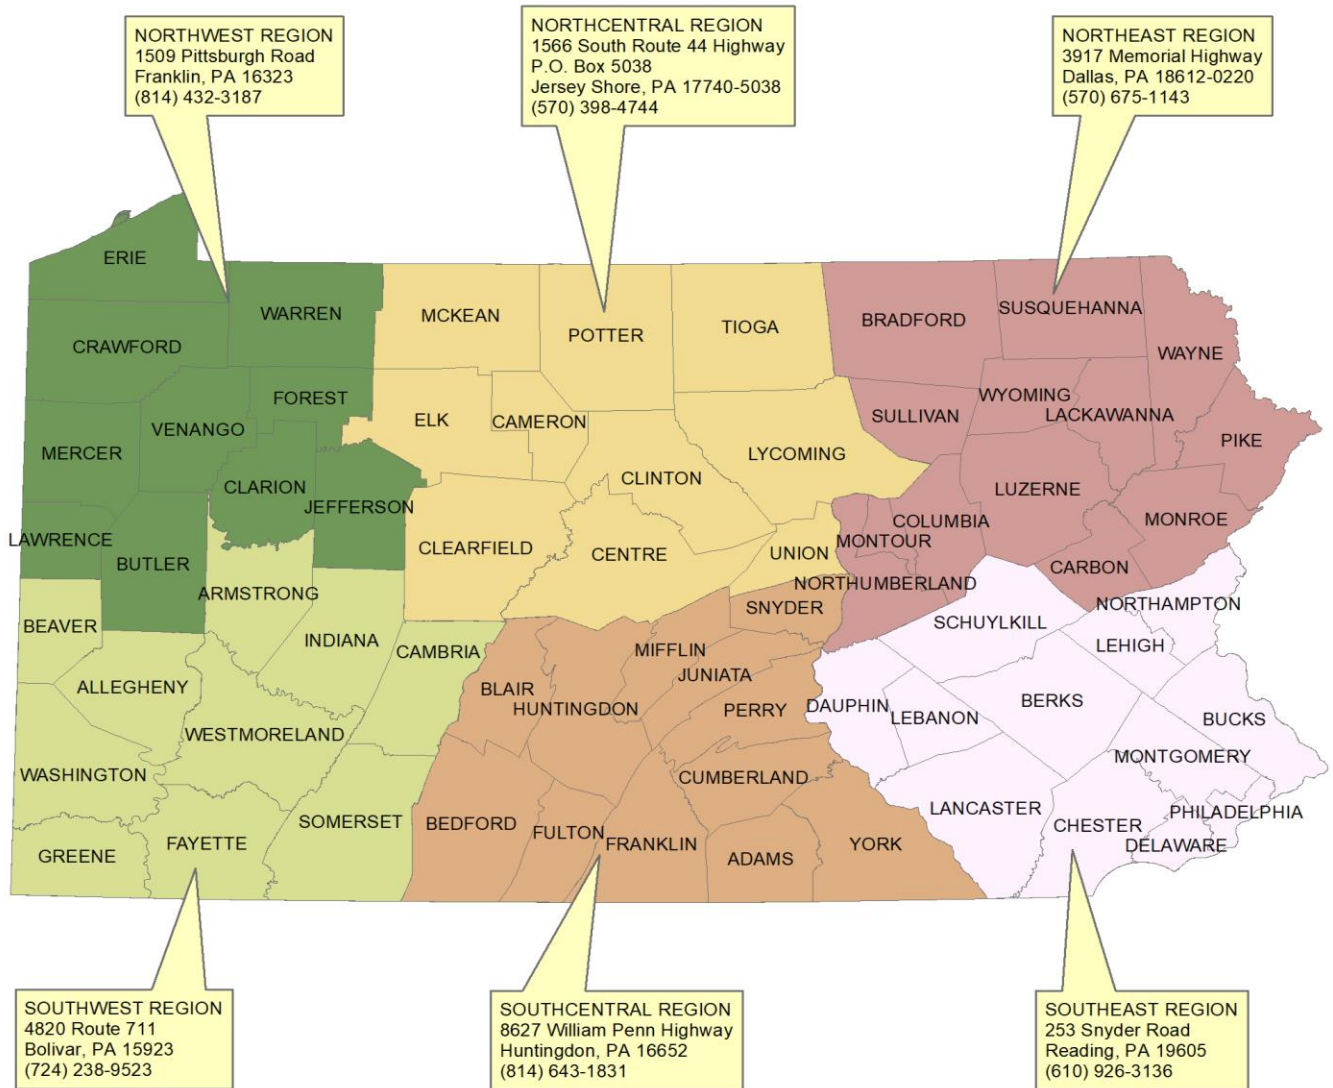 NORTHWEST REGION
1509 Pittsburgh Road
Franklin, PA 16323
(814) 432-3187
NORTHCENTRAL REGION
1566 South Route 44 Highway
P.O. Box 5038
Jersey Shore, PA 17740-5038
(570) 398-4744
NORTHEAST REGION
3917 Memorial Highway
Dallas, PA 18612-0220
(570) 675-1143
ERIE
WARREN
CRAWFORD
FOREST
VENANGO
MERCER
CLARION
JEFFERSON
LAWRENCE
BUTLER
MCKEAN
POTTER
TIOGA
ELK
CAMERON
LYCOMING
CLINTON
CLEARFIELD
CENTRE
UNION
BRADFORD
SUSQUEHANNA
WAYNE
SULLIVAN
WYOMING
LACKAWANNA
PIKE
LUZERNE
COLUMBIA
MONTOUR
MONROE
CARBON
NORTHUMBERLAND
ARMSTRONG
BEAVER
INDIANA
CAMBRIA
ALLEGHENY
WESTMORELAND
WASHINGTON
SOMERSET
FAYETTE
GREENE
SNYDER
MIFFLIN
JUNIATA
BLAIR
HUNTINGDON
PERRY
CUMBERLAND
BEDFORD
FULTON
FRANKLIN
ADAMS
YORK
NORTHAMPTON
SCHUYLKILL
LEHIGH
DAUPHIN
LEBANON
BERKS
BUCKS
MONTGOMERY
LANCASTER
CHESTER
PHILADELPHIA
DELAWARE
SOUTHWEST REGION
4820 Route 711
Bolivar, PA 15923
(724) 238-9523
SOUTHCENTRAL REGION
8627 William Penn Highway
Huntingdon, PA 16652
(814) 643-1831
SOUTHEAST REGION
253 Snyder Road
Reading, PA 19605
(610) 926-3136